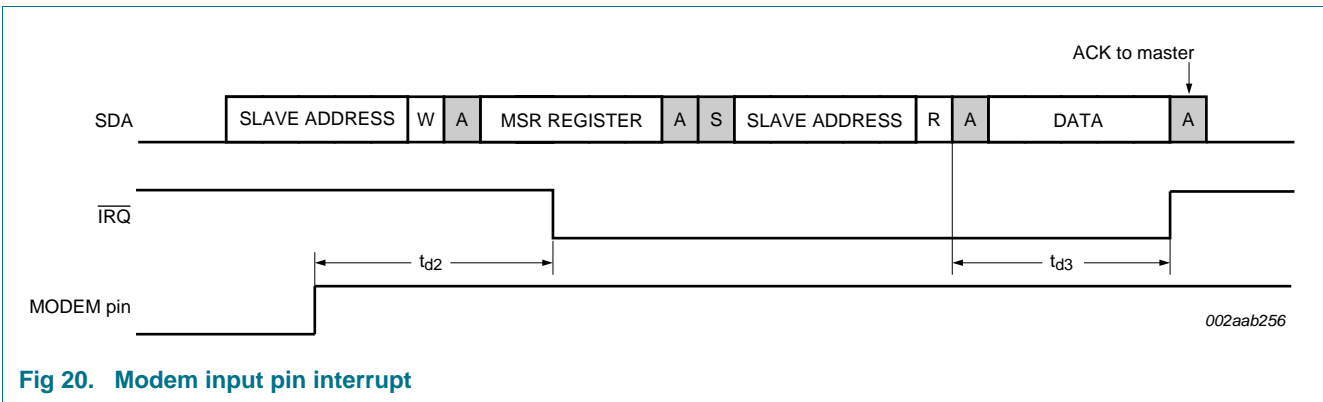 ACK to master
SDA SLAVE ADDRESS W A MSR REGISTER A S SLAVE ADDRESS R A DATA A
IRQ
td2 td3
MODEM pin
002aab256
Fig 20. Modem input pin interrupt